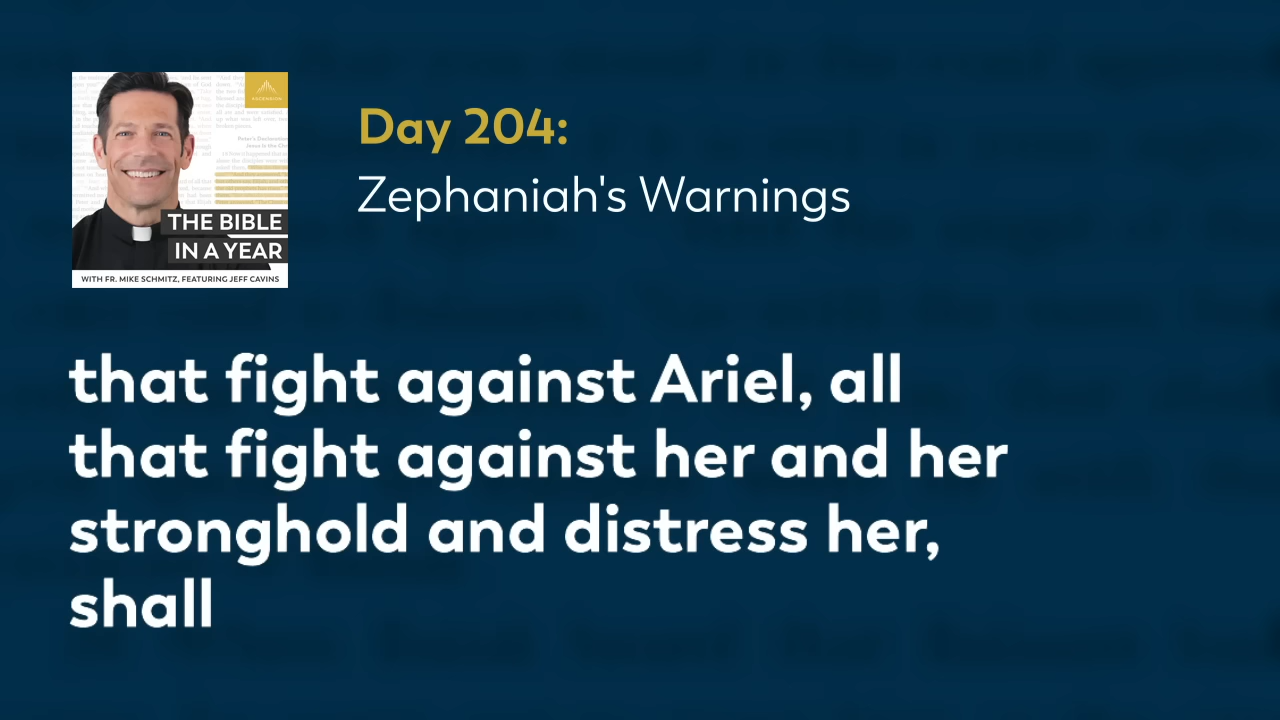 ASCENSION
THE BIBLE
IN A YEAR
WITH FR. MIKE SCHMITZ, FEATURING JEFF CAVINS
Day 204:
Zephaniah's Warnings
that fight against Ariel, all
that fight against her and her
stronghold and distress her,
shall